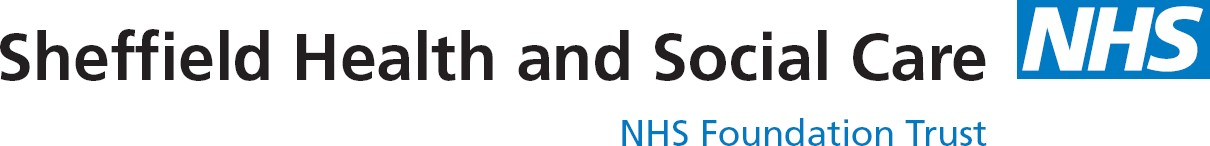 Sheffield Health and Social Care NHS
NHS Foundation Trust